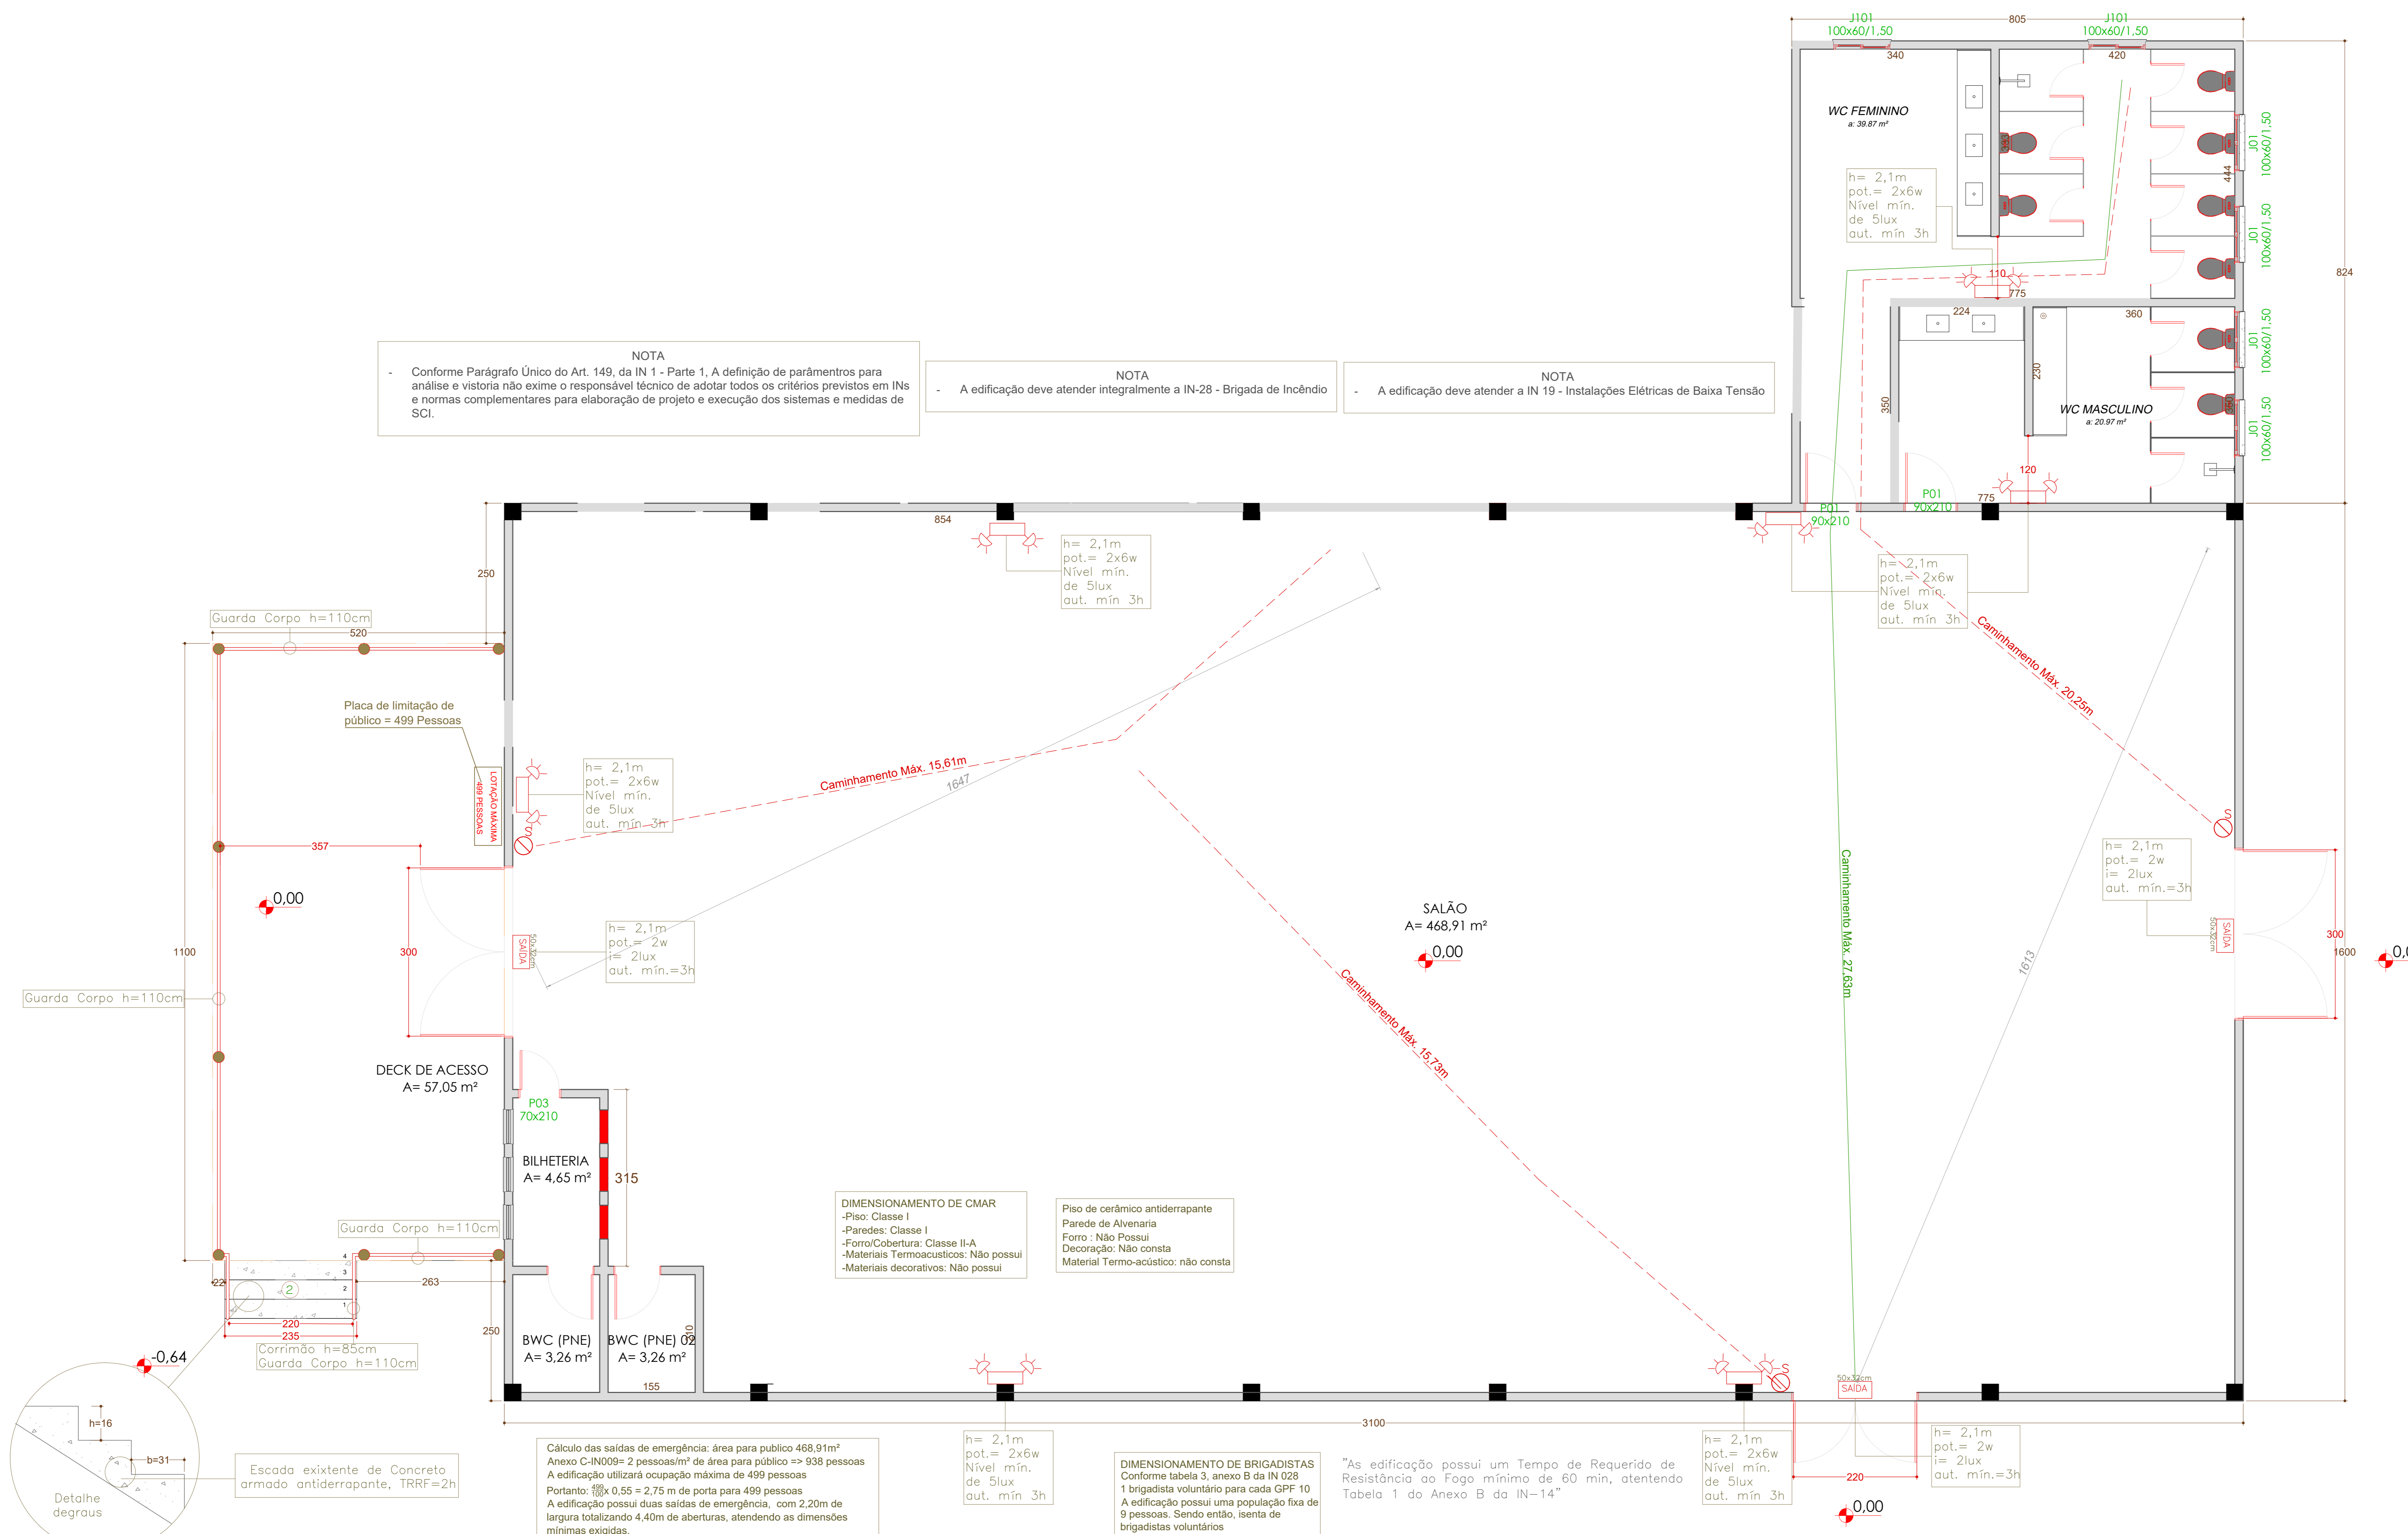 J101
100x60/1,50
805
J101
100x60/1,50
340
420
WC FEMININO
a: 39.87 m²
333
444
J01
100x60/1,50
J01
100x60/1,50
824
h= 2,1m
pot.= 2x6w
Nível mín.
de 5lux
aut. mín 3h
110
775
224
360
J01
100x60/1,50
230
350
WC MASCULINO
a: 20.97 m²
350
J01
100x60/1,50
120
775
P01
90x210
P01
90x210
NOTA
- Conforme Parágrafo Único do Art. 149, da IN 1 - Parte 1, A definição de parâmentros para
análise e vistoria não exime o responsável técnico de adotar todos os critérios previstos em INs
e normas complementares para elaboração de projeto e execução dos sistemas e medidas de
SCI.
NOTA
- A edificação deve atender integralmente a IN-28 - Brigada de Incêndio
NOTA
- A edificação deve atender a IN 19 - Instalações Elétricas de Baixa Tensão
854
250
h= 2,1m
pot.= 2x6w
Nível mín.
de 5lux
aut. mín 3h
h= 2,1m
pot.= 2x6w
Nível mín.
de 5lux
aut. mín 3h
Guarda Corpo h=110cm
520
Caminhamento Máx. 20,25m
Placa de limitação de
público = 499 Pessoas
LOTAÇÃO MÁXIMA
499 PESSOAS
h= 2,1m
pot.= 2x6w
Nível mín.
de 5lux
aut. mín 3h
Caminhamento Máx. 15,61m
1647
S
S
357
h= 2,1m
pot.= 2w
i= 2lux
aut. mín.=3h
0,00
Caminhamento Máx. 27,63m
SALÃO
A= 468,91 m²
0,00
h= 2,1m
pot.= 2w
i= 2lux
aut. mín.=3h
SAÍDA
50x32cm
SAÍDA
50x32cm
300
300
1100
1600
1613
Guarda Corpo h=110cm
Caminhamento Máx. 15,73m
DECK DE ACESSO
A= 57,05 m²
P03
70x210
BILHETERIA
A= 4,65 m²
315
DIMENSIONAMENTO DE CMAR
-Piso: Classe I
-Paredes: Classe I
-Forro/Cobertura: Classe II-A
-Materiais Termoacusticos: Não possui
-Materiais decorativos: Não possui
Piso de cerâmico antiderrapante
Parede de Alvenaria
Forro : Não Possui
Decoração: Não consta
Material Termo-acústico: não consta
Guarda Corpo h=110cm
4
3
2
1
2
22
263
220
235
250
Corrimão h=85cm
Guarda Corpo h=110cm
-0,64
BWC (PNE)
A= 3,26 m²
BWC (PNE) 02
A= 3,26 m²
155
S
50x32cm
SAÍDA
3100
h=16
b=31
Detalhe
degraus
Escada exixtente de Concreto
armado antiderrapante, TRRF=2h
Cálculo das saídas de emergência: área para publico 468,91m²
Anexo C-IN009= 2 pessoas/m² de área para público => 938 pessoas
A edificação utilizará ocupação máxima de 499 pessoas
Portanto: 499/100 x 0,55 = 2,75 m de porta para 499 pessoas
A edificação possui duas saídas de emergência, com 2,20m de
largura totalizando 4,40m de aberturas, atendendo as dimensões
mínimas exigidas.
h= 2,1m
pot.= 2x6w
Nível mín.
de 5lux
aut. mín 3h
DIMENSIONAMENTO DE BRIGADISTAS
Conforme tabela 3, anexo B da IN 028
1 brigadista voluntário para cada GPF 10
A edificação possui uma população fixa de
9 pessoas. Sendo então, isenta de
brigadistas voluntários
"As edificação possui um Tempo de Requerido de
Resistância ao Fogo mínimo de 60 min, atentendo
Tabela 1 do Anexo B da IN-14"
h= 2,1m
pot.= 2x6w
Nível mín.
de 5lux
aut. mín 3h
220
h= 2,1m
pot.= 2w
i= 2lux
aut. mín.=3h
0,00